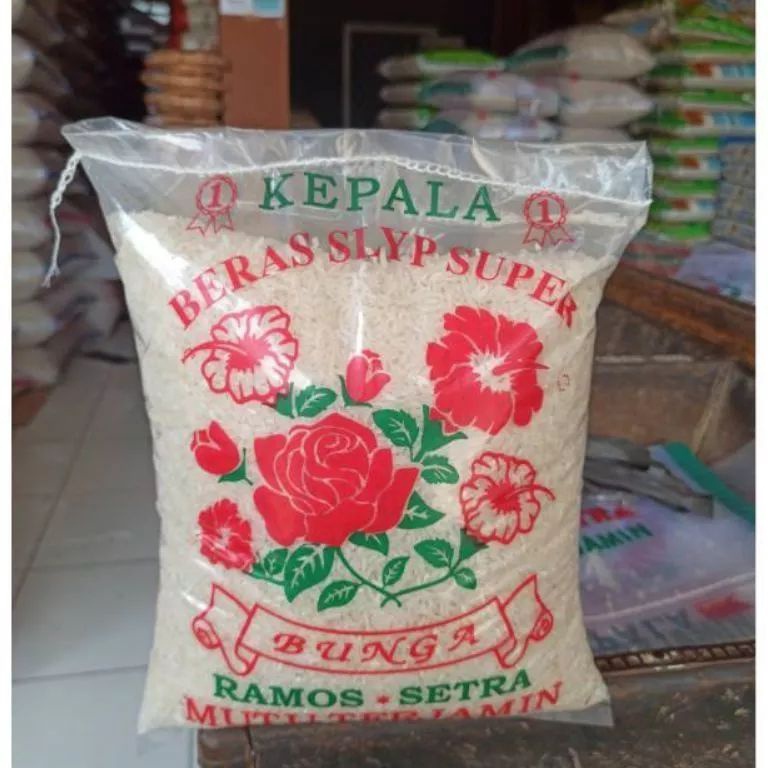 1 KEPALA 1
BERAS SLYP SUPER
BUNGA
RAMOS * SETRA
MUTU TERJAMIN